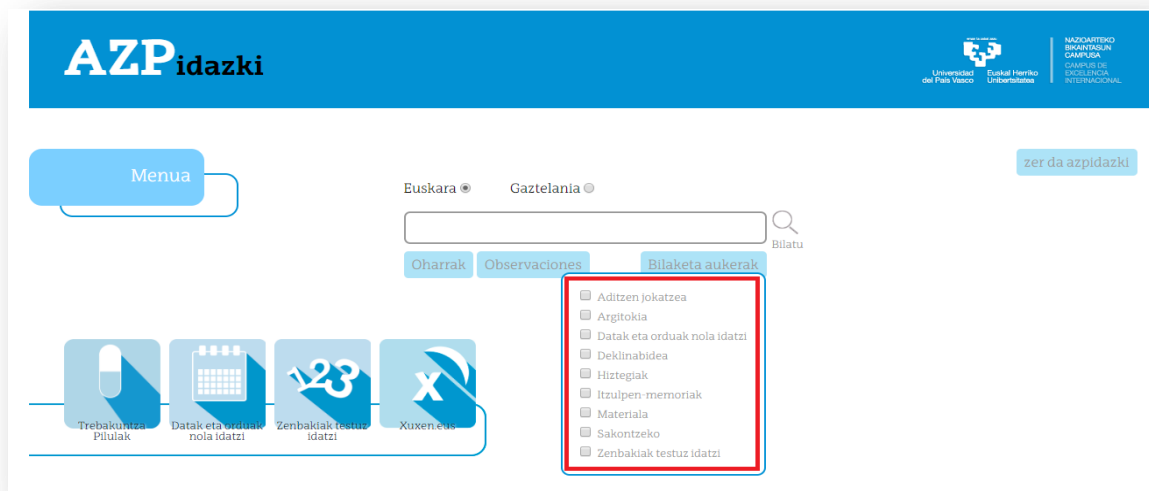 AZPidazki
Universidad del País Vasco
Euskal Herriko Unibertsitatea
NAZIOARTEKO
BIKAINTASUN
CAMPUSA
CAMPUS DE
EXCELENCIA
INTERNACIONAL
Menua
zer da azpidazki
Euskara
Gaztelania
Bilatu
Oharrak
Observaciones
Bilaketa aukerak
Aditzen jokatzea
Argitokia
Datak eta orduak nola idatzi
Deklinabidea
Hiztegiak
Itzulpen-memoriak
Materiala
Sakontzeko
Zenbakiak testuz idatzi
123
X
Trebakuntza
Pilulak
Datak eta orduak
nola idatzi
Zenbakiak testuz
idatzi
Xuxen.eus